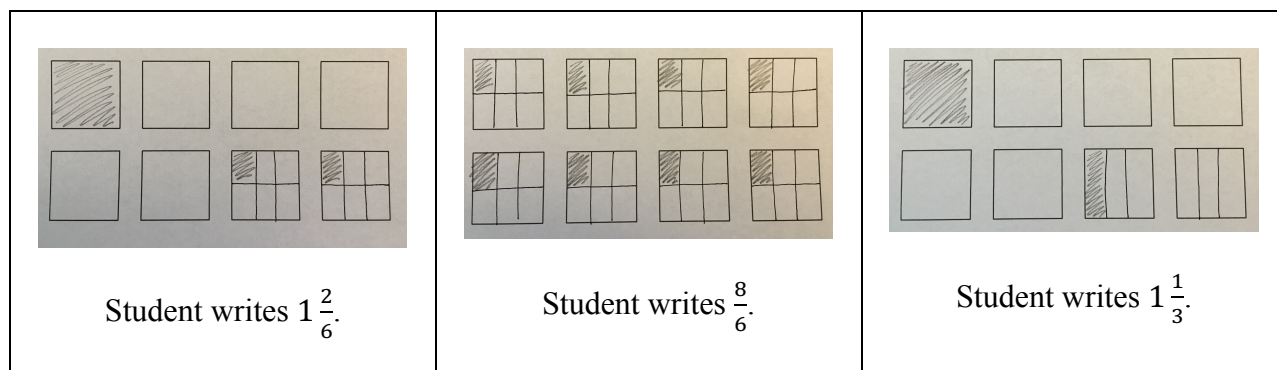 Student writes 1 2/6.
Student writes 8/6.
Student writes 1 1/3.